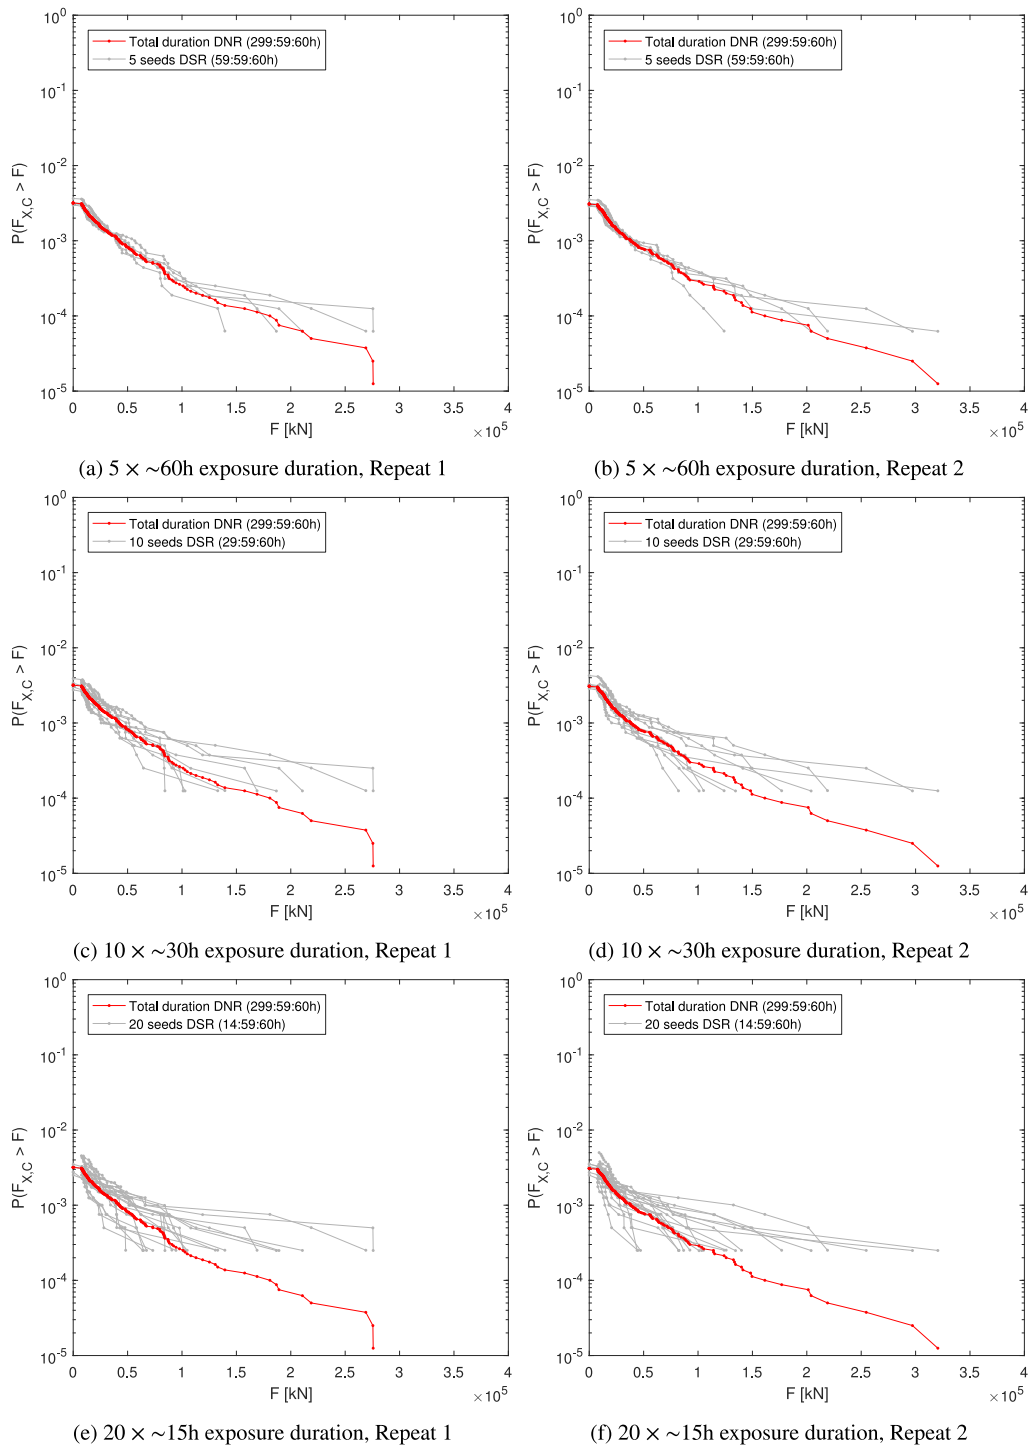 10^0
10^-1
10^-2
10^-3
10^-4
10^-5
P(F_X,C > F)
Total duration DNR (299:59:60h)
5 seeds DSR (59:59:60h)
0 0.5 1 1.5 2 2.5 3 3.5 4
F [kN]
×10^5
(a) 5 × ~60h exposure duration, Repeat 1
10^0
10^-1
10^-2
10^-3
10^-4
10^-5
P(F_X,C > F)
Total duration DNR (299:59:60h)
5 seeds DSR (59:59:60h)
0 0.5 1 1.5 2 2.5 3 3.5 4
F [kN]
×10^5
(b) 5 × ~60h exposure duration, Repeat 2
10^0
10^-1
10^-2
10^-3
10^-4
10^-5
P(F_X,C > F)
Total duration DNR (299:59:60h)
10 seeds DSR (29:59:60h)
0 0.5 1 1.5 2 2.5 3 3.5 4
F [kN]
×10^5
(c) 10 × ~30h exposure duration, Repeat 1
10^0
10^-1
10^-2
10^-3
10^-4
10^-5
P(F_X,C > F)
Total duration DNR (299:59:60h)
10 seeds DSR (29:59:60h)
0 0.5 1 1.5 2 2.5 3 3.5 4
F [kN]
×10^5
(d) 10 × ~30h exposure duration, Repeat 2
10^0
10^-1
10^-2
10^-3
10^-4
10^-5
P(F_X,C > F)
Total duration DNR (299:59:60h)
20 seeds DSR (14:59:60h)
0 0.5 1 1.5 2 2.5 3 3.5 4
F [kN]
×10^5
(e) 20 × ~15h exposure duration, Repeat 1
10^0
10^-1
10^-2
10^-3
10^-4
10^-5
P(F_X,C > F)
Total duration DNR (299:59:60h)
20 seeds DSR (14:59:60h)
0 0.5 1 1.5 2 2.5 3 3.5 4
F [kN]
×10^5
(f) 20 × ~15h exposure duration, Repeat 2